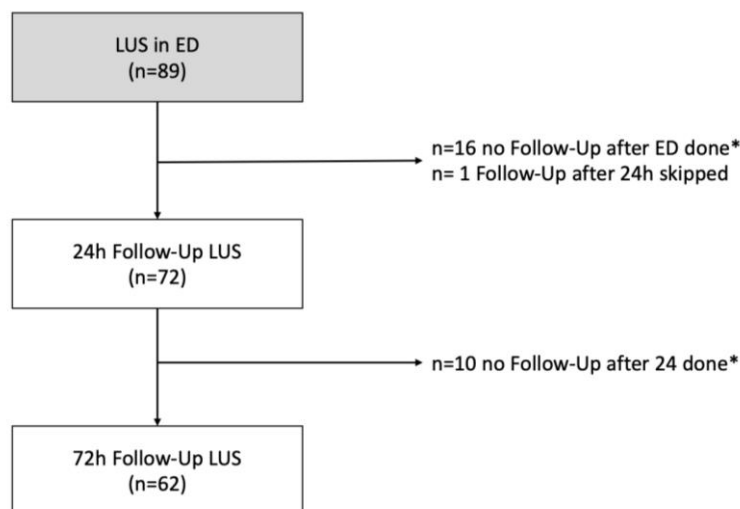 LUS in ED
(n=89)
n=16 no Follow-Up after ED done*
n= 1 Follow-Up after 24h skipped
24h Follow-Up LUS
(n=72)
n=10 no Follow-Up after 24 done*
72h Follow-Up LUS
(n=62)